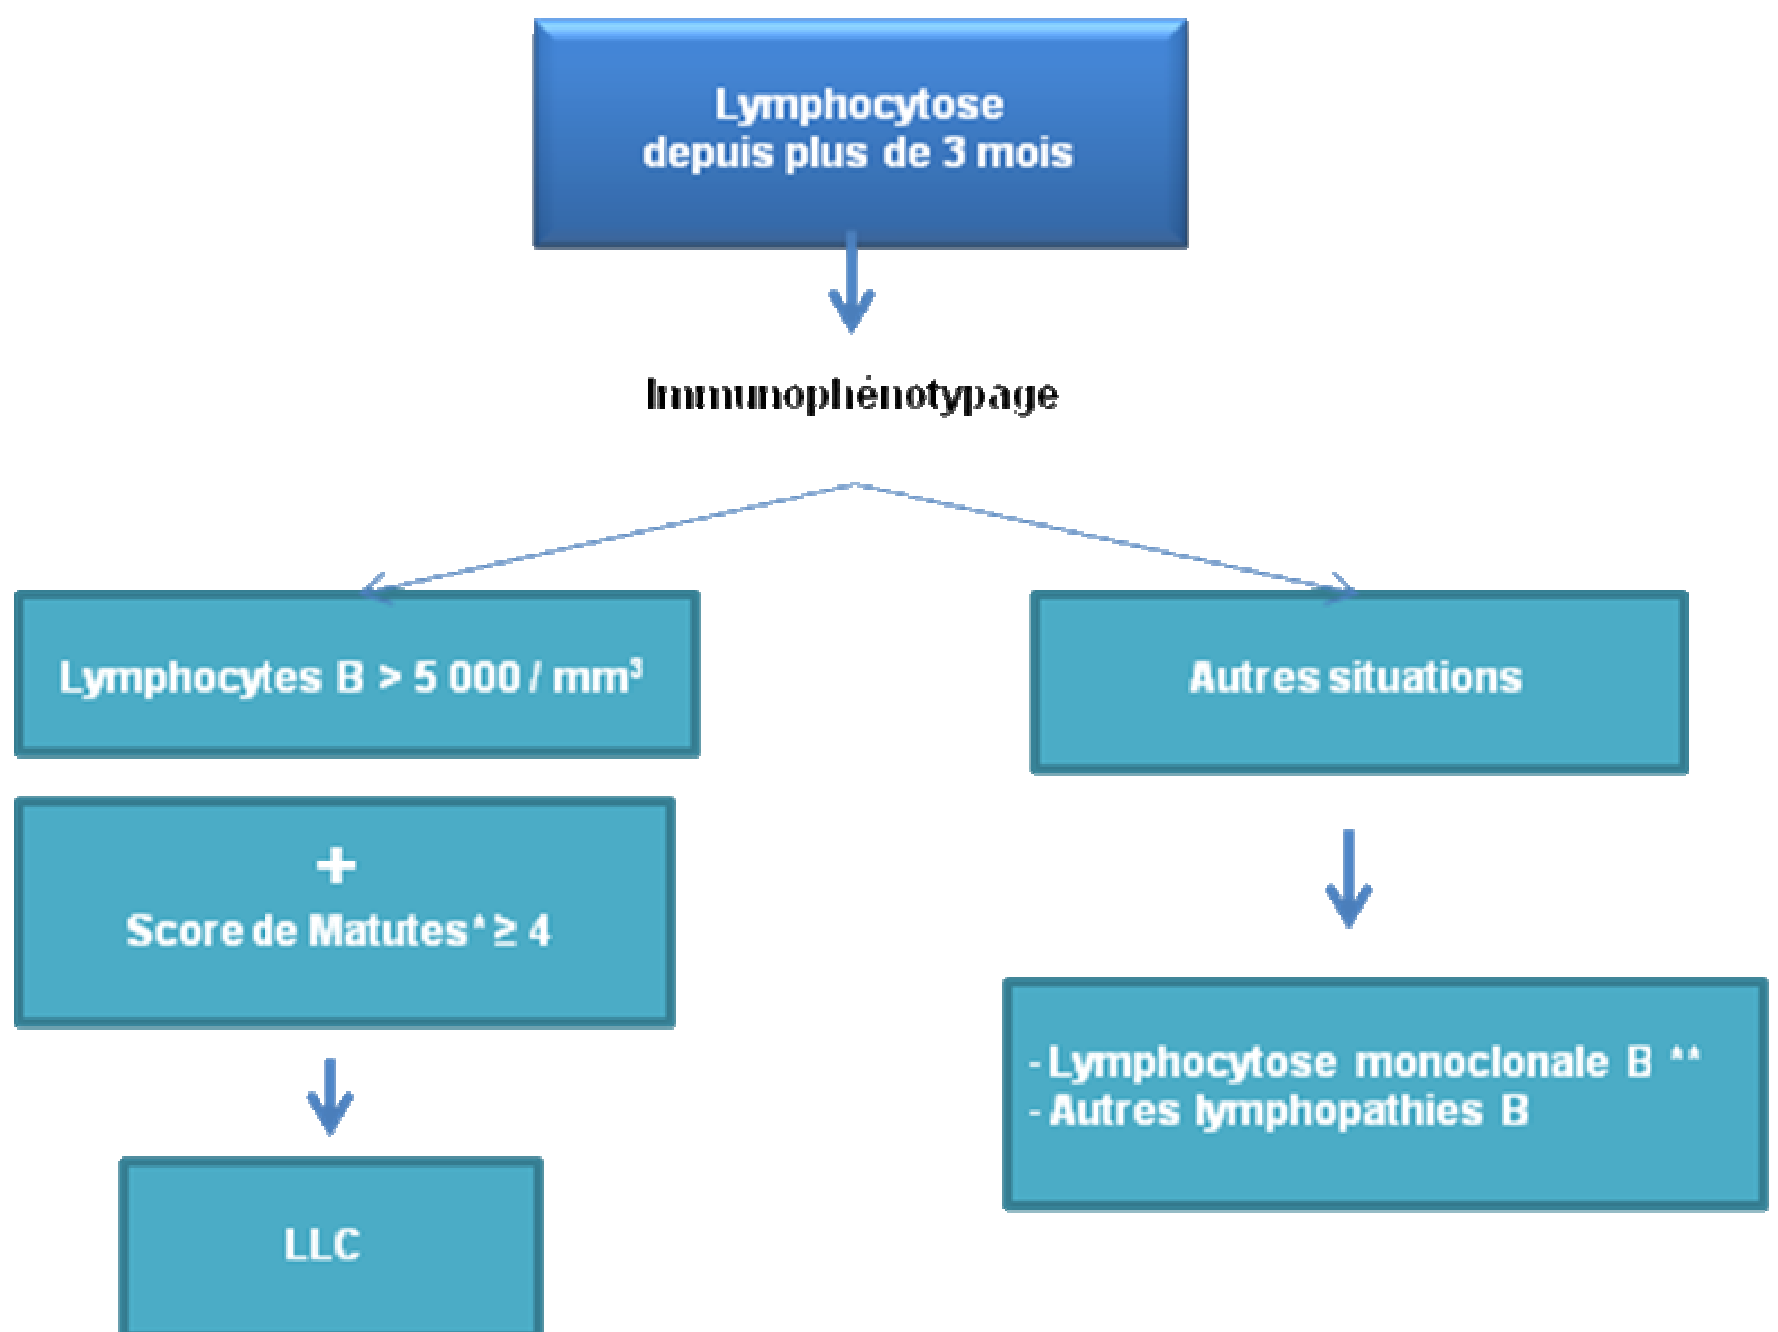 Lymphocytose
depuis plus de 3 mois
Immunophénotypage
Lymphocytes B > 5 000 / mm³
+
Score de Matutes* ≥ 4
LLC
Autres situations
- Lymphocytose monoclonale B **
- Autres lymphopathies B